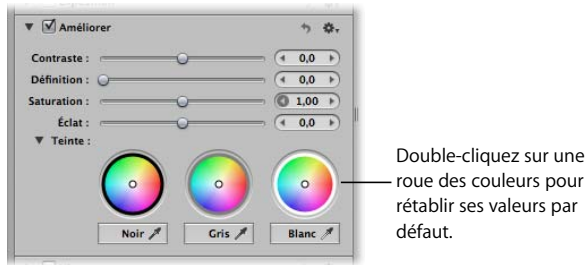 Améliorer
Contraste : 0,0
Définition : 0,0
Saturation : 1,00
Éclat : 0,0
Teinte :
Noir Gris Blanc
Double-cliquez sur une
roue des couleurs pour
rétablir ses valeurs par
défaut.